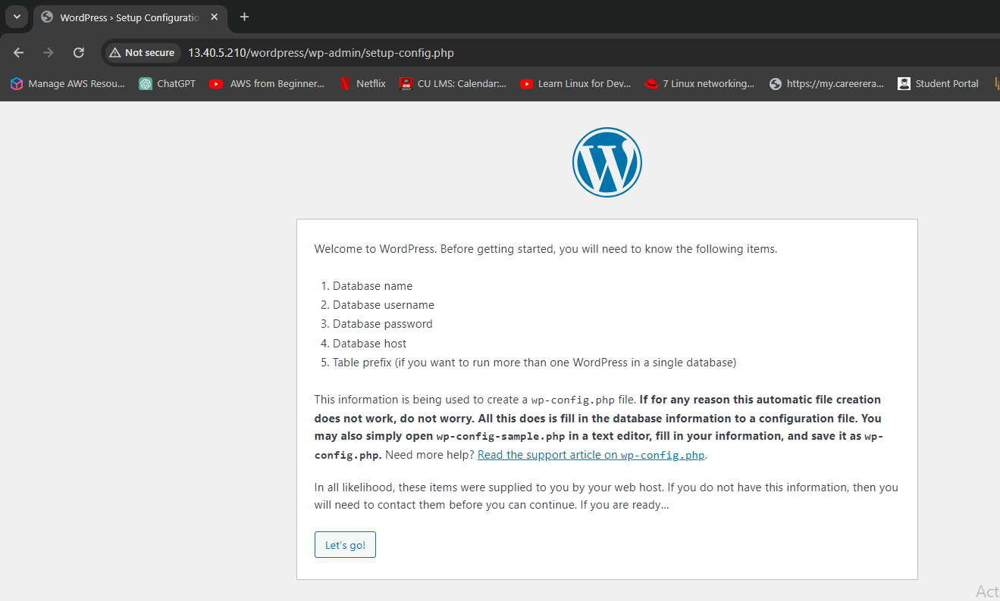 WordPress › Setup Configuratio
Not secure
13.40.5.210/wordpress/wp-admin/setup-config.php
Manage AWS Resou...
ChatGPT
AWS from Beginner...
Netflix
CU LMS: Calendar:...
Learn Linux for Dev...
7 Linux networking...
https://my.careerera...
Student Portal
Welcome to WordPress. Before getting started, you will need to know the following items.
1. Database name
2. Database username
3. Database password
4. Database host
5. Table prefix (if you want to run more than one WordPress in a single database)
This information is being used to create a wp-config.php file. If for any reason this automatic file creation
does not work, do not worry. All this does is fill in the database information to a configuration file. You
may also simply open wp-config-sample.php in a text editor, fill in your information, and save it as wp-
config.php. Need more help? Read the support article on wp-config.php.
In all likelihood, these items were supplied to you by your web host. If you do not have this information, then you
will need to contact them before you can continue. If you are ready…
Let’s go!
Act